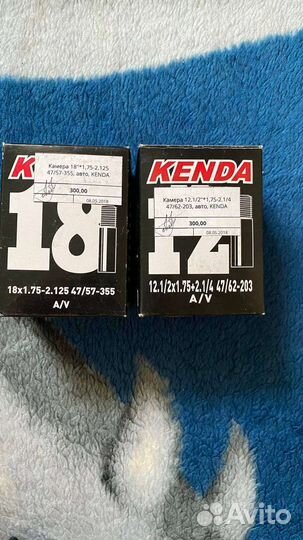 KENDA
Камера 18"*1,75-2.125
47/57-355, авто, KENDA
300,00
08.05.2018
18
18x1.75-2.125 47/57-355
A/V
KENDA
Камера 12.1/2"*1,75-2.1/4
47/62-203, авто, KENDA
300,00
08.05.2018
12
12.1/2x1.75+2.1/4 47/62-203
A/V
Avito